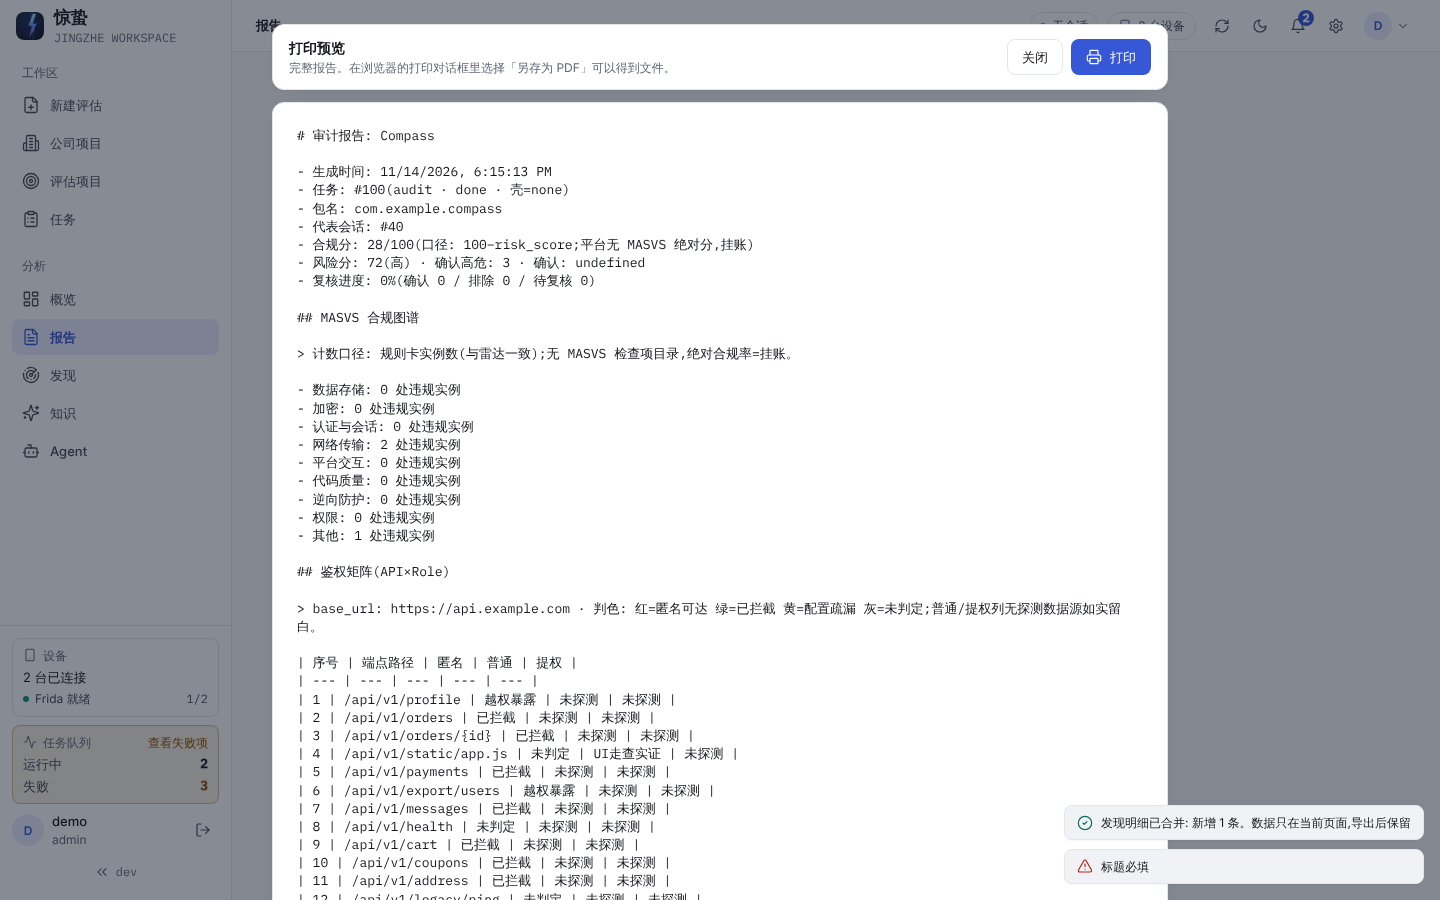 惊蛰
JINGZHE WORKSPACE
工作区
新建评估
公司项目
评估项目
任务
分析
概览
报告
发现
知识
Agent
设备
2 台已连接
Frida 就绪
1/2
任务队列
查看失败项
运行中
2
失败
3
D
demo
admin
dev
报告
2
D
打印预览
完整报告。在浏览器的打印对话框里选择「另存为 PDF」可以得到文件。
关闭
打印
# 审计报告: Compass
- 生成时间: 11/14/2026, 6:15:13 PM
- 任务: #100(audit · done · 壳=none)
- 包名: com.example.compass
- 代表会话: #40
- 合规分: 28/100(口径: 100−risk_score;平台无 MASVS 绝对分,挂账)
- 风险分: 72(高) · 确认高危: 3 · 确认: undefined
- 复核进度: 0%(确认 0 / 排除 0 / 待复核 0)
## MASVS 合规图谱
> 计数口径: 规则卡实例数(与雷达一致);无 MASVS 检查项目录,绝对合规率=挂账。
- 数据存储: 0 处违规实例
- 加密: 0 处违规实例
- 认证与会话: 0 处违规实例
- 网络传输: 2 处违规实例
- 平台交互: 0 处违规实例
- 代码质量: 0 处违规实例
- 逆向防护: 0 处违规实例
- 权限: 0 处违规实例
- 其他: 1 处违规实例
## 鉴权矩阵(API×Role)
> base_url: https://api.example.com · 判色: 红=匿名可达 绿=已拦截 黄=配置疏漏 灰=未判定;普通/提权列无探测数据源如实留
白。
| 序号 | 端点路径 | 匿名 | 普通 | 提权 |
| --- | --- | --- | --- | --- |
| 1 | /api/v1/profile | 越权暴露 | 未探测 | 未探测 |
| 2 | /api/v1/orders | 已拦截 | 未探测 | 未探测 |
| 3 | /api/v1/orders/{id} | 已拦截 | 未探测 | 未探测 |
| 4 | /api/v1/static/app.js | 未判定 | UI走查实证 | 未探测 |
| 5 | /api/v1/payments | 已拦截 | 未探测 | 未探测 |
| 6 | /api/v1/export/users | 越权暴露 | 未探测 | 未探测 |
| 7 | /api/v1/messages | 已拦截 | 未探测 | 未探测 |
| 8 | /api/v1/health | 未判定 | 未探测 | 未探测 |
| 9 | /api/v1/cart | 已拦截 | 未探测 | 未探测 |
| 10 | /api/v1/coupons | 已拦截 | 未探测 | 未探测 |
| 11 | /api/v1/address | 已拦截 | 未探测 | 未探测 |
| 12 | /api/v1/legacy/ping | 未判定 | 未探测 | 未探测 |
发现明细已合并: 新增 1 条。数据只在当前页面,导出后保留
标题必填